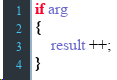 1 if arg
2 {
3 result ++;
4 }